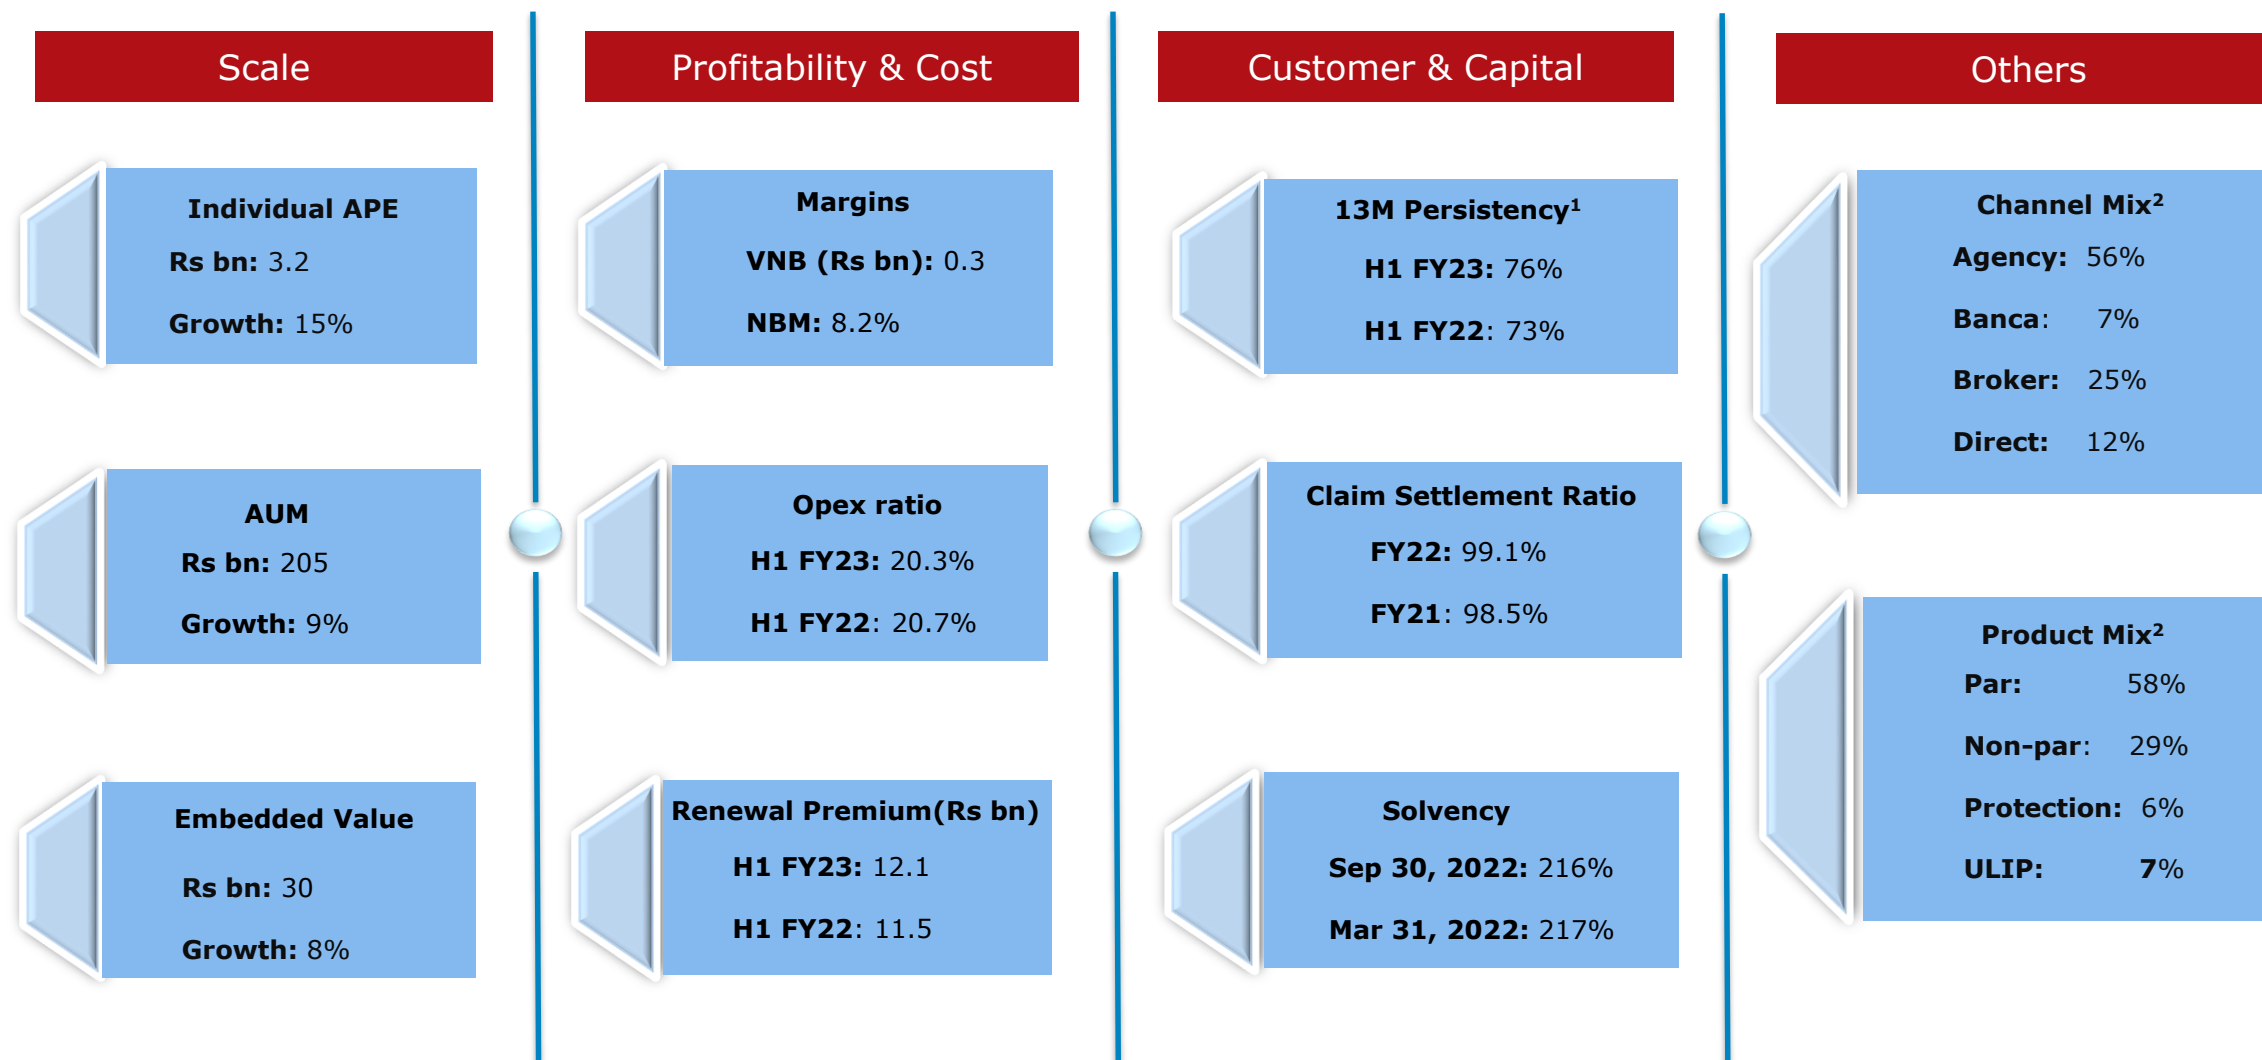 Scale
Individual APE
Rs bn: 3.2
Growth: 15%
AUM
Rs bn: 205
Growth: 9%
Embedded Value
Rs bn: 30
Growth: 8%
Profitability & Cost
Margins
VNB (Rs bn): 0.3
NBM: 8.2%
Opex ratio
H1 FY23: 20.3%
H1 FY22: 20.7%
Renewal Premium(Rs bn)
H1 FY23: 12.1
H1 FY22: 11.5
Customer & Capital
13M Persistency¹
H1 FY23: 76%
H1 FY22: 73%
Claim Settlement Ratio
FY22: 99.1%
FY21: 98.5%
Solvency
Sep 30, 2022: 216%
Mar 31, 2022: 217%
Others
Channel Mix²
Agency: 56%
Banca: 7%
Broker: 25%
Direct: 12%
Product Mix²
Par: 58%
Non-par: 29%
Protection: 6%
ULIP: 7%